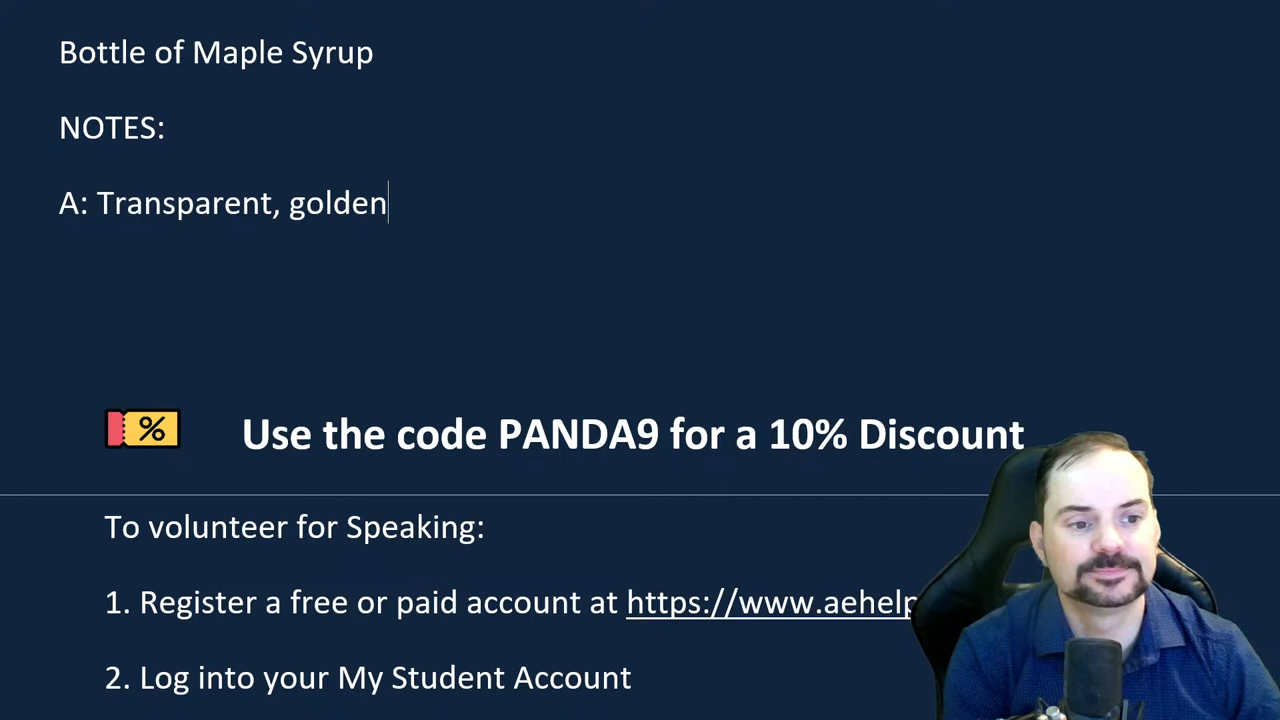 Bottle of Maple Syrup
NOTES:
A: Transparent, golden
%
Use the code PANDA9 for a 10% Discount
To volunteer for Speaking:
1. Register a free or paid account at https://www.aehelp
2. Log into your My Student Account